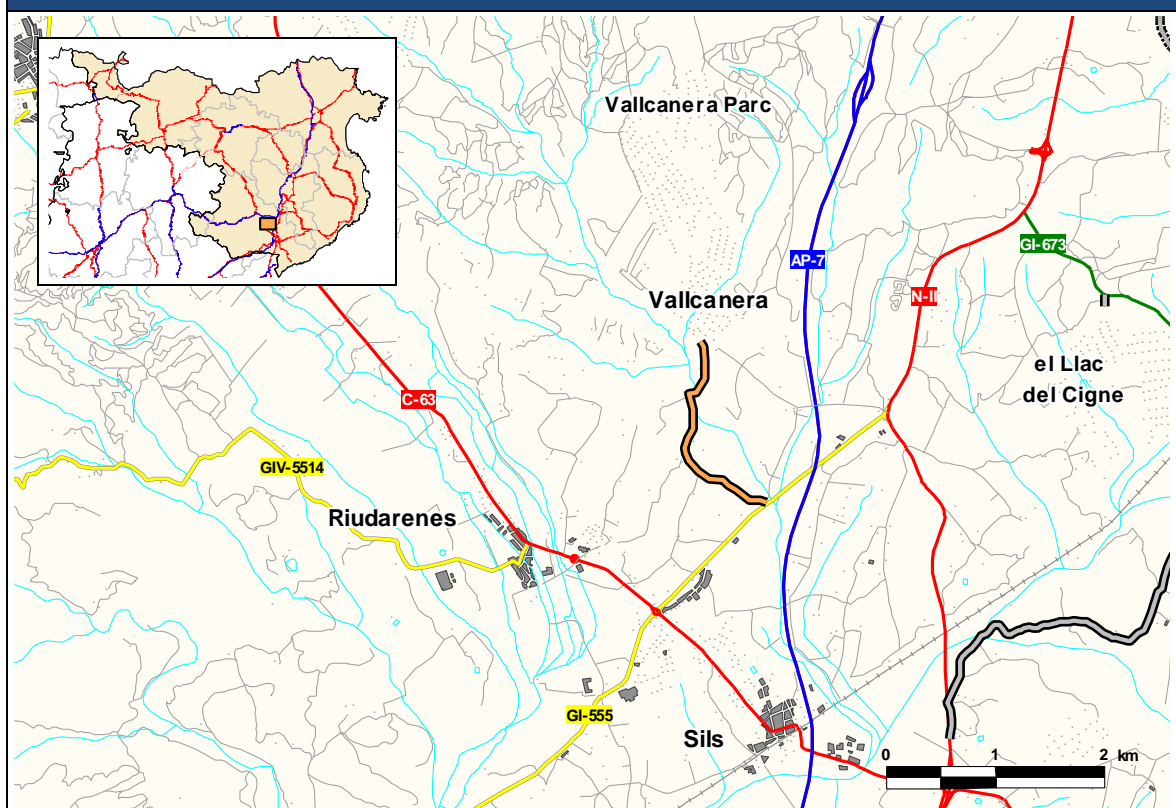 Vallcanera Parc
GI-673
AP-7
Vallcanera
N-II
el Llac
del Cigne
C-63
GIV-5514
Riudarenes
GI-555
Sils
0 1 2 km